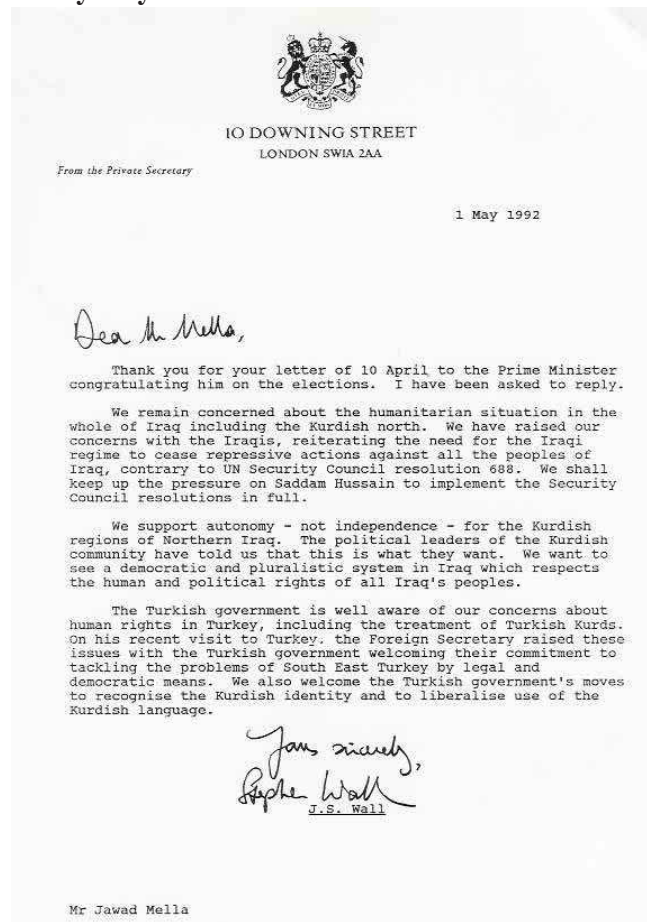 10 DOWNING STREET
LONDON SW1A 2AA
From the Private Secretary
1 May 1992
Dear Mr Mella,
Thank you for your letter of 10 April to the Prime Minister
congratulating him on the elections. I have been asked to reply.
We remain concerned about the humanitarian situation in the
whole of Iraq including the Kurdish north. We have raised our
concerns with the Iraqis, reiterating the need for the Iraqi
regime to cease repressive actions against all the peoples of
Iraq, contrary to UN Security Council resolution 688. We shall
keep up the pressure on Saddam Hussain to implement the Security
Council resolutions in full.
We support autonomy - not independence - for the Kurdish
regions of Northern Iraq. The political leaders of the Kurdish
community have told us that this is what they want. We want to
see a democratic and pluralistic system in Iraq which respects
the human and political rights of all Iraq's peoples.
The Turkish government is well aware of our concerns about
human rights in Turkey, including the treatment of Turkish Kurds.
On his recent visit to Turkey. the Foreign Secretary raised these
issues with the Turkish government welcoming their commitment to
tackling the problems of South East Turkey by legal and
democratic means. We also welcome the Turkish government's moves
to recognise the Kurdish identity and to liberalise use of the
Kurdish language.
Yours sincerely,
Stephen Wall
J.S. Wall
Mr Jawad Mella